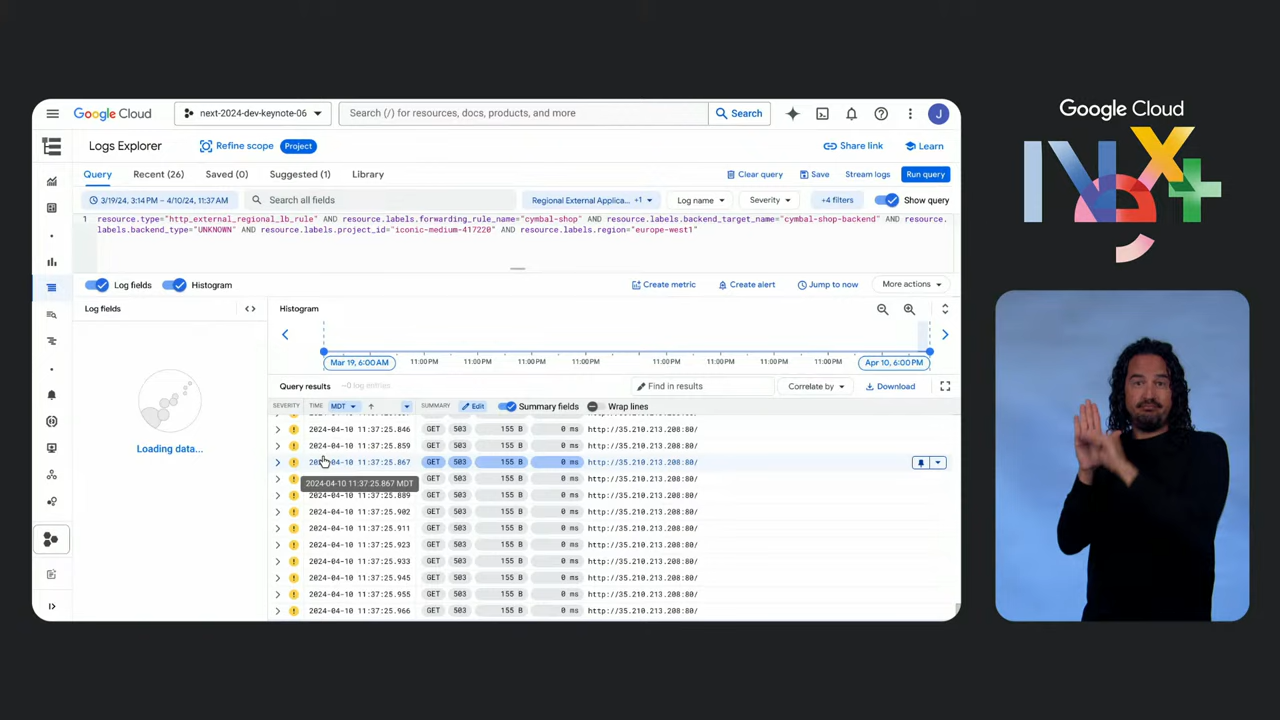 Google Cloud
next-2024-dev-keynote-06
Search (/) for resources, docs, products, and more
Search
J
Logs Explorer
Refine scope
Project
Share link
Learn
Query
Recent (26)
Saved (0)
Suggested (1)
Library
Clear query
Save
Stream logs
Run query
3/19/24, 3:14 PM – 4/10/24, 11:37 AM
Search all fields
Regional External Applica... +1
Log name
Severity
+4 filters
Show query
1 resource.type="http_external_regional_lb_rule" AND resource.labels.forwarding_rule_name="cymbal-shop" AND resource.labels.backend_target_name="cymbal-shop-backend" AND resource.
labels.backend_type="UNKNOWN" AND resource.labels.project_id="iconic-medium-417220" AND resource.labels.region="europe-west1"
Log fields
Histogram
Create metric
Create alert
Jump to now
More actions
Log fields
Histogram
Mar 19, 6:00 AM
11:00 PM
11:00 PM
11:00 PM
11:00 PM
11:00 PM
11:00 PM
11:00 PM
11:00 PM
Apr 10, 6:00 PM
Query results
~0 log entries
Find in results
Correlate by
Download
SEVERITY TIME MDT ↑ SUMMARY Edit Summary fields Wrap lines
2024-04-10 11:37:25.846 GET 503 155 B 0 ms http://35.210.213.208:80/
2024-04-10 11:37:25.859 GET 503 155 B 0 ms http://35.210.213.208:80/
2024-04-10 11:37:25.867 GET 503 155 B 0 ms http://35.210.213.208:80/
2024-04-10 11:37:25.867 MDT
GET 503 155 B 0 ms http://35.210.213.208:80/
2024-04-10 11:37:25.889 GET 503 155 B 0 ms http://35.210.213.208:80/
2024-04-10 11:37:25.902 GET 503 155 B 0 ms http://35.210.213.208:80/
2024-04-10 11:37:25.911 GET 503 155 B 0 ms http://35.210.213.208:80/
2024-04-10 11:37:25.923 GET 503 155 B 0 ms http://35.210.213.208:80/
2024-04-10 11:37:25.933 GET 503 155 B 0 ms http://35.210.213.208:80/
2024-04-10 11:37:25.945 GET 503 155 B 0 ms http://35.210.213.208:80/
2024-04-10 11:37:25.955 GET 503 155 B 0 ms http://35.210.213.208:80/
2024-04-10 11:37:25.966 GET 503 155 B 0 ms http://35.210.213.208:80/
Loading data...
Google Cloud
Next